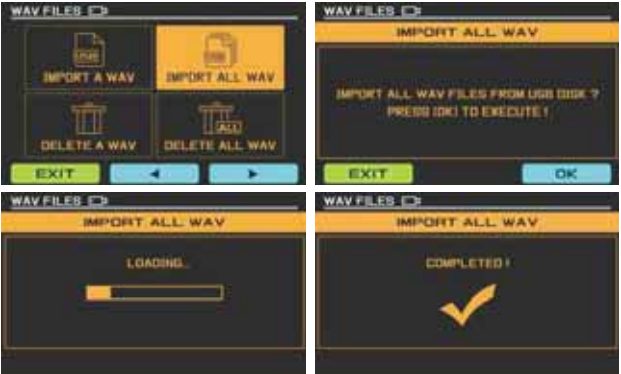 WAV FILES
IMPORT A WAV
IMPORT ALL WAV
DELETE A WAV
ALL
DELETE ALL WAV
EXIT
WAV FILES
IMPORT ALL WAV
IMPORT ALL WAV FILES FROM USB DISK ?
PRESS [OK] TO EXECUTE !
EXIT
OK
WAV FILES
IMPORT ALL WAV
LOADING...
WAV FILES
IMPORT ALL WAV
COMPLETED !